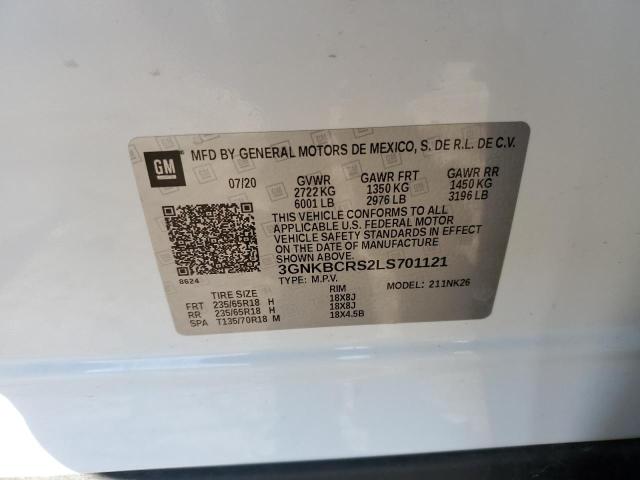 GM MFD BY GENERAL MOTORS DE MEXICO, S. DE R.L. DE C.V.
07/20 GVWR GAWR FRT GAWR RR
2722 KG 1350 KG 1450 KG
6001 LB 2976 LB 3196 LB
THIS VEHICLE CONFORMS TO ALL
APPLICABLE U.S. FEDERAL MOTOR
VEHICLE SAFETY STANDARDS IN EFFECT
ON THE DATE OF MANUFACTURE
SHOWN ABOVE.
8624 3GNKBCRS2LS701121
TYPE: M.P.V. MODEL: 211NK26
TIRE SIZE RIM
FRT 235/65R18 H 18X8J
RR 235/65R18 H 18X8J
SPA T135/70R18 M 18X4.5B